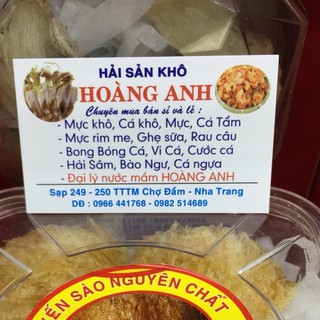 HẢI SẢN KHÔ
HOÀNG ANH
Chuyên mua bán sỉ và lẻ :
- Mực khô, Cá khô, Mực, Cá Tẩm
- Mực rim mẹ, Ghẹ sữa, Rau câu
- Bong Bóng Cá, Vi Cá, Cước cá
- Hải Sâm, Bào Ngư, Cá ngựa
- Đại lý nước mắm HOÀNG ANH
Sạp 249 - 250 TTTM Chợ Đầm - Nha Trang
DĐ : 0966 441768 - 0982 514689
YẾN SÀO NGUYÊN CHẤT